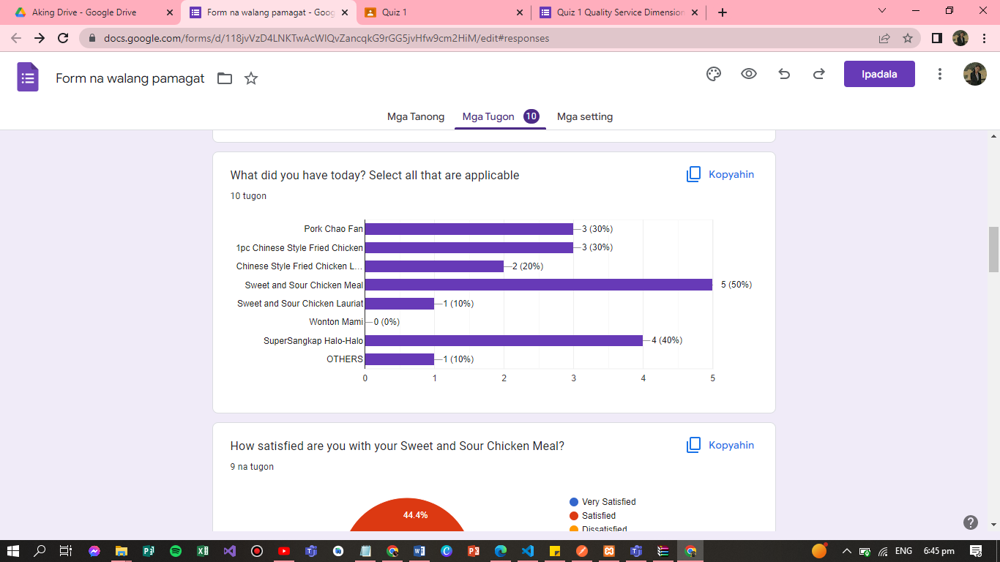 Aking Drive - Google Drive
Form na walang pamagat - Goog
Quiz 1
Quiz 1 Quality Service Dimension
docs.google.com/forms/d/118jvVzD4LNKTwAcWlQvZancqkG9rGG5jvHfw9cm2HiM/edit#responses
Form na walang pamagat
Ipadala
Mga Tanong
Mga Tugon 10
Mga setting
What did you have today? Select all that are applicable
Kopyahin
10 tugon
Pork Chao Fan 3 (30%)
1pc Chinese Style Fried Chicken 3 (30%)
Chinese Style Fried Chicken L... 2 (20%)
Sweet and Sour Chicken Meal 5 (50%)
Sweet and Sour Chicken Lauriat 1 (10%)
Wonton Mami 0 (0%)
SuperSangkap Halo-Halo 4 (40%)
OTHERS 1 (10%)
0 1 2 3 4 5
How satisfied are you with your Sweet and Sour Chicken Meal?
Kopyahin
9 na tugon
44.4%
Very Satisfied
Satisfied
Dissatisfied
ENG 6:45 pm